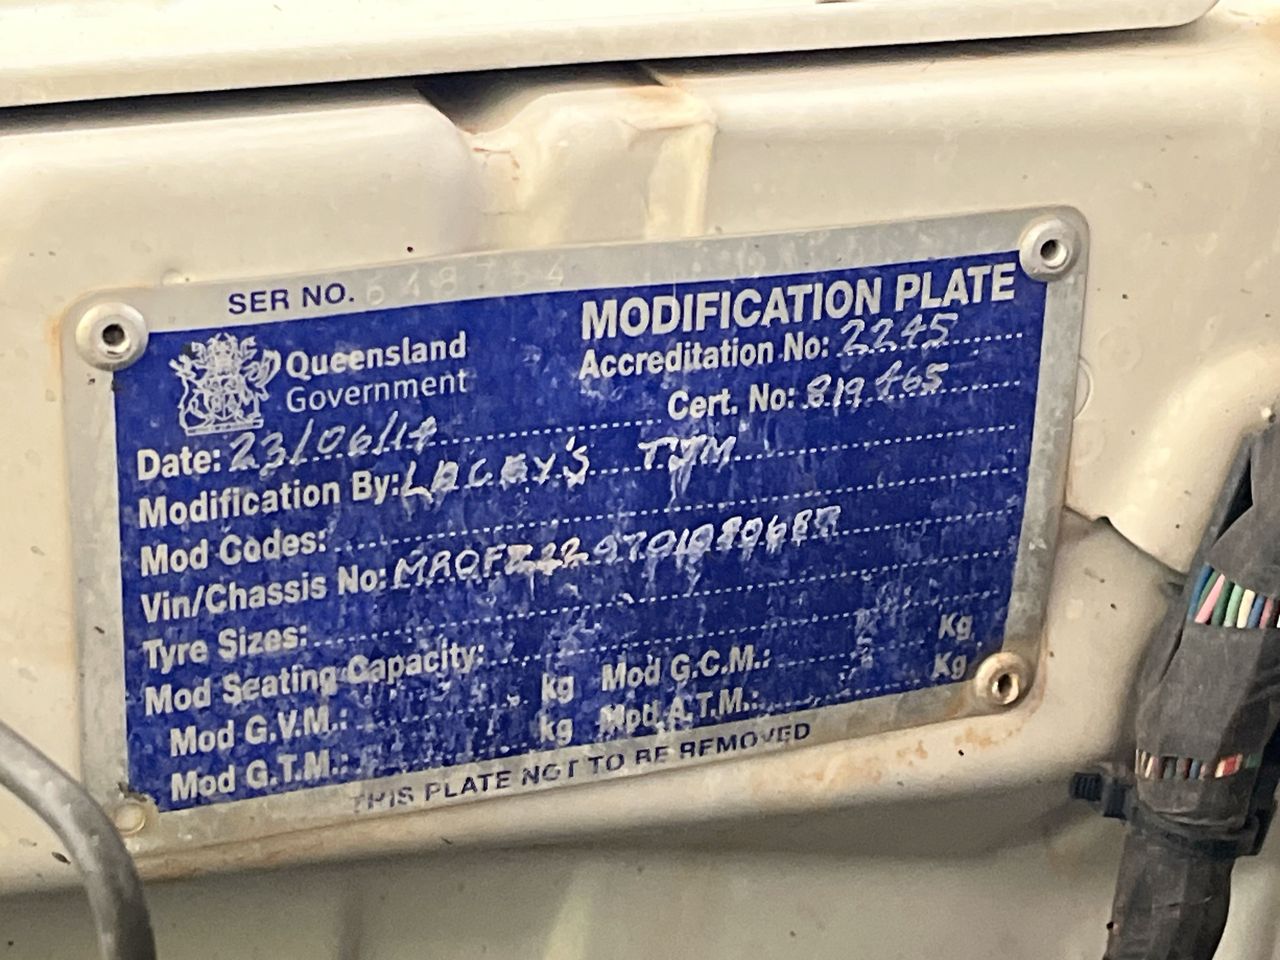 SER NO. 648754
MODIFICATION PLATE
Queensland
Government
Accreditation No: 2245
Cert. No: 819465
Date: 23/06/14
Modification By: LACEY'S TJM
Mod Codes:
Vin/Chassis No:
Tyre Sizes:
Mod Seating Capacity:
Mod G.V.M.: kg Mod G.C.M.: Kg
Mod G.T.M.: kg Mod A.T.M.: Kg
THIS PLATE NOT TO BE REMOVED